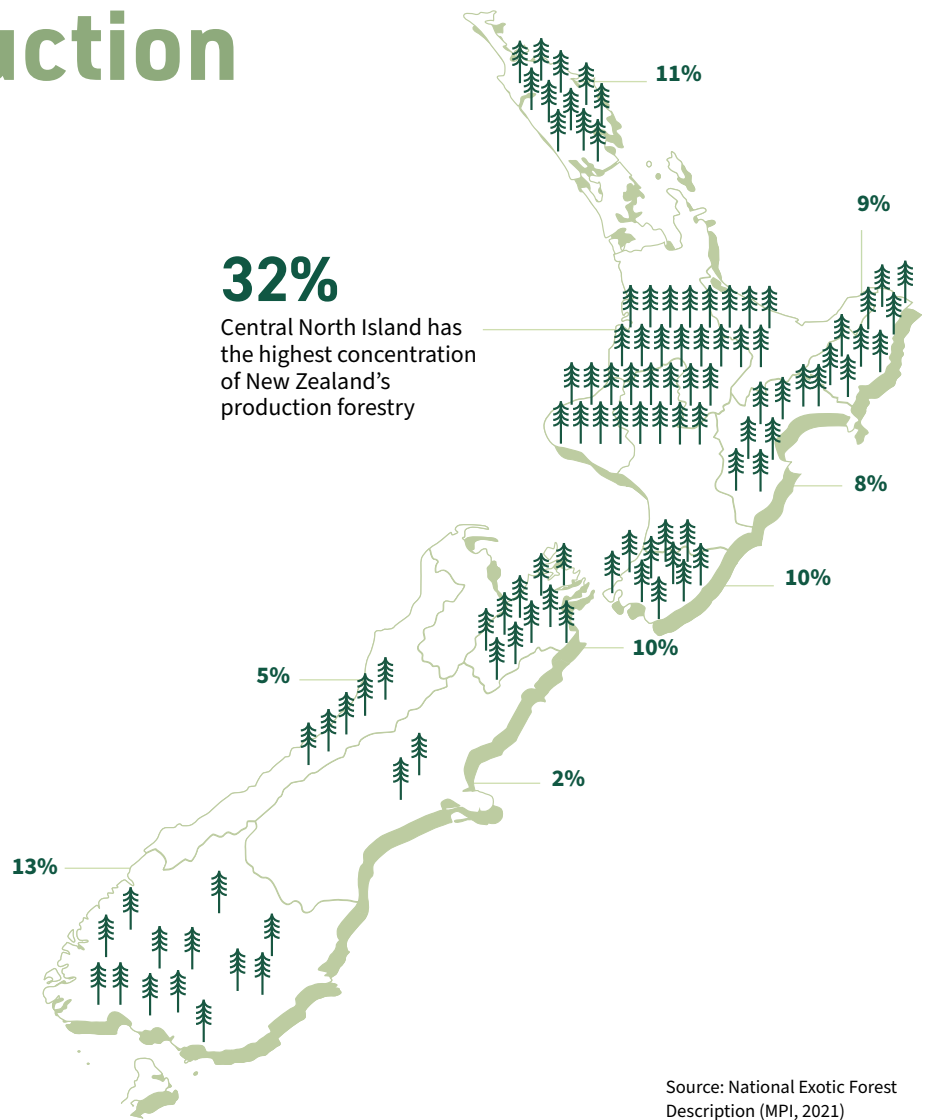 uction
11%
9%
32%
Central North Island has
the highest concentration
of New Zealand’s
production forestry
8%
10%
10%
5%
2%
13%
Source: National Exotic Forest
Description (MPI, 2021)